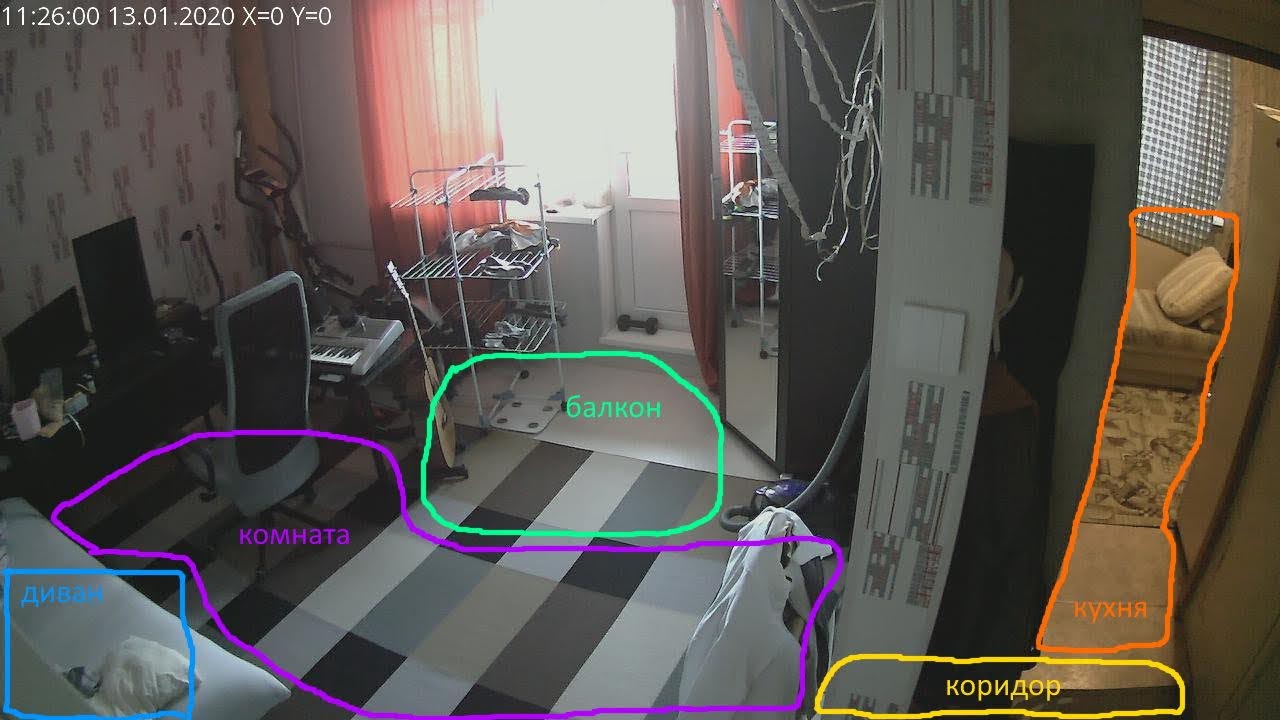 11:26:00 13.01.2020 X=0 Y=0
балкон
комната
диван
кухня
коридор